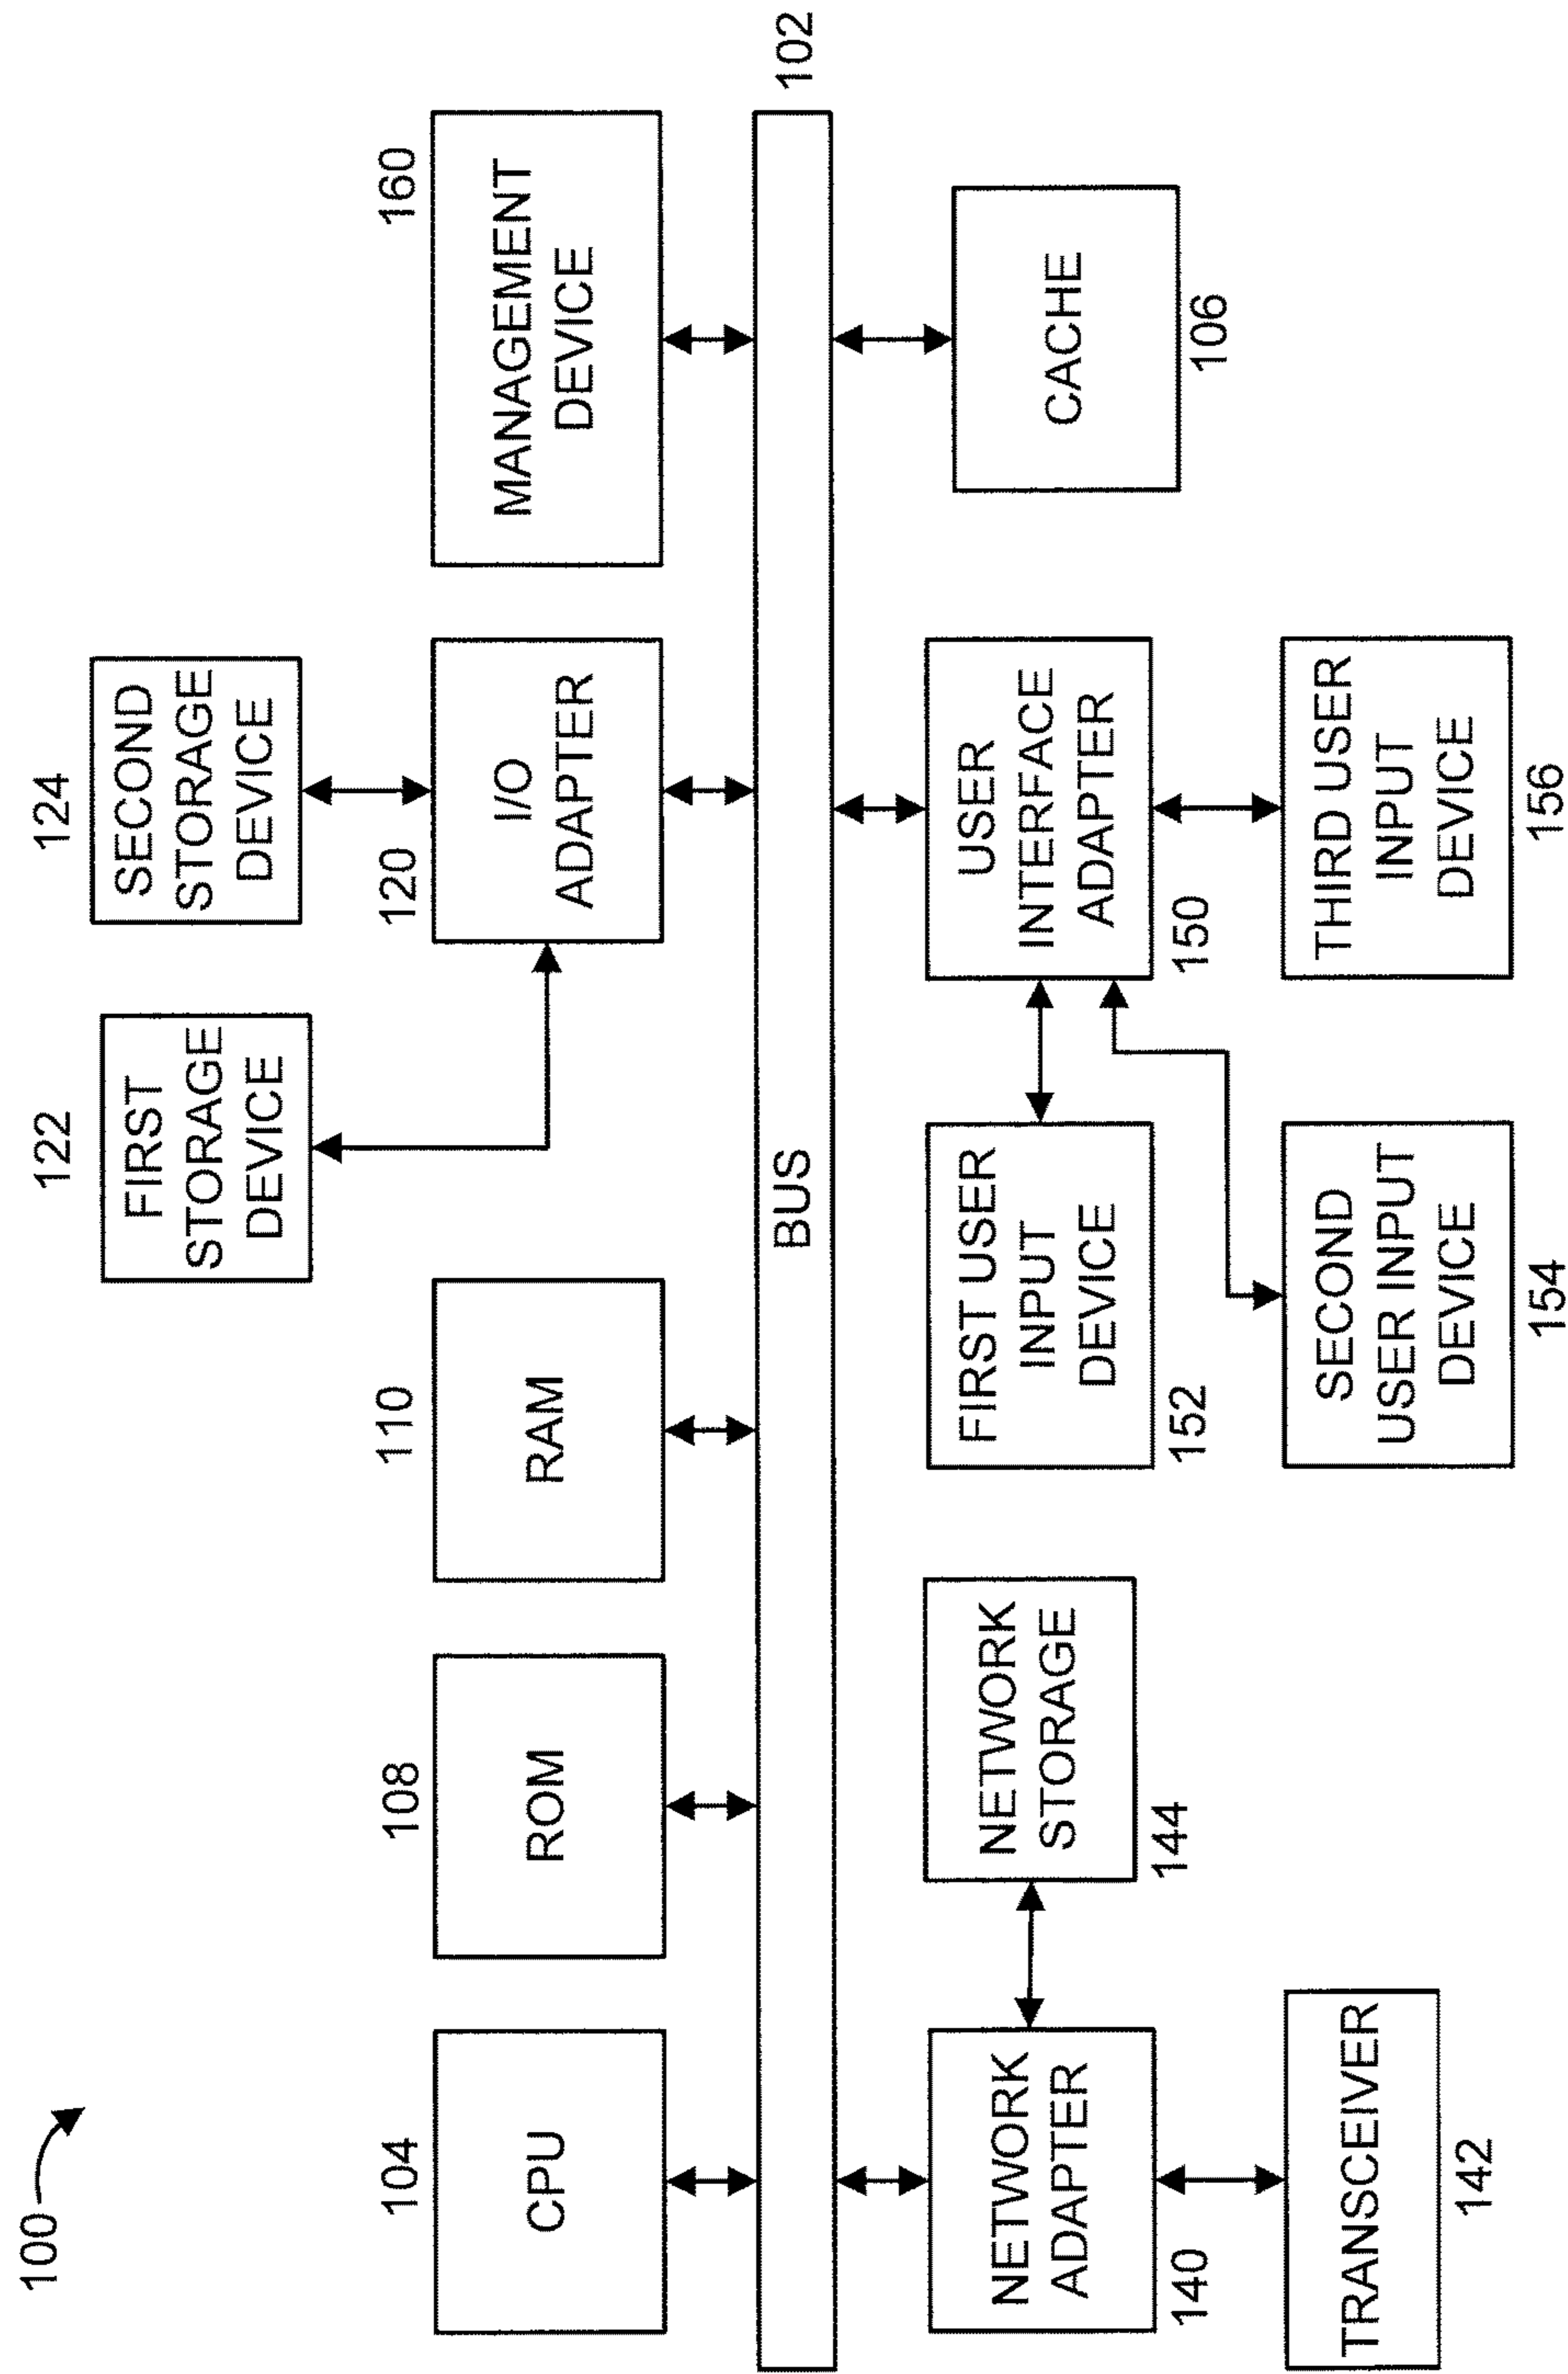 100
104
CPU
108
ROM
110
RAM
122
FIRST
STORAGE
DEVICE
124
SECOND
STORAGE
DEVICE
120
I/O
ADAPTER
160
MANAGEMENT
DEVICE
BUS
102
NETWORK
ADAPTER
140
NETWORK
STORAGE
144
TRANSCEIVER
142
FIRST USER
INPUT
DEVICE
152
USER
INTERFACE
ADAPTER
150
SECOND
USER INPUT
DEVICE
154
THIRD USER
INPUT
DEVICE
156
CACHE
106